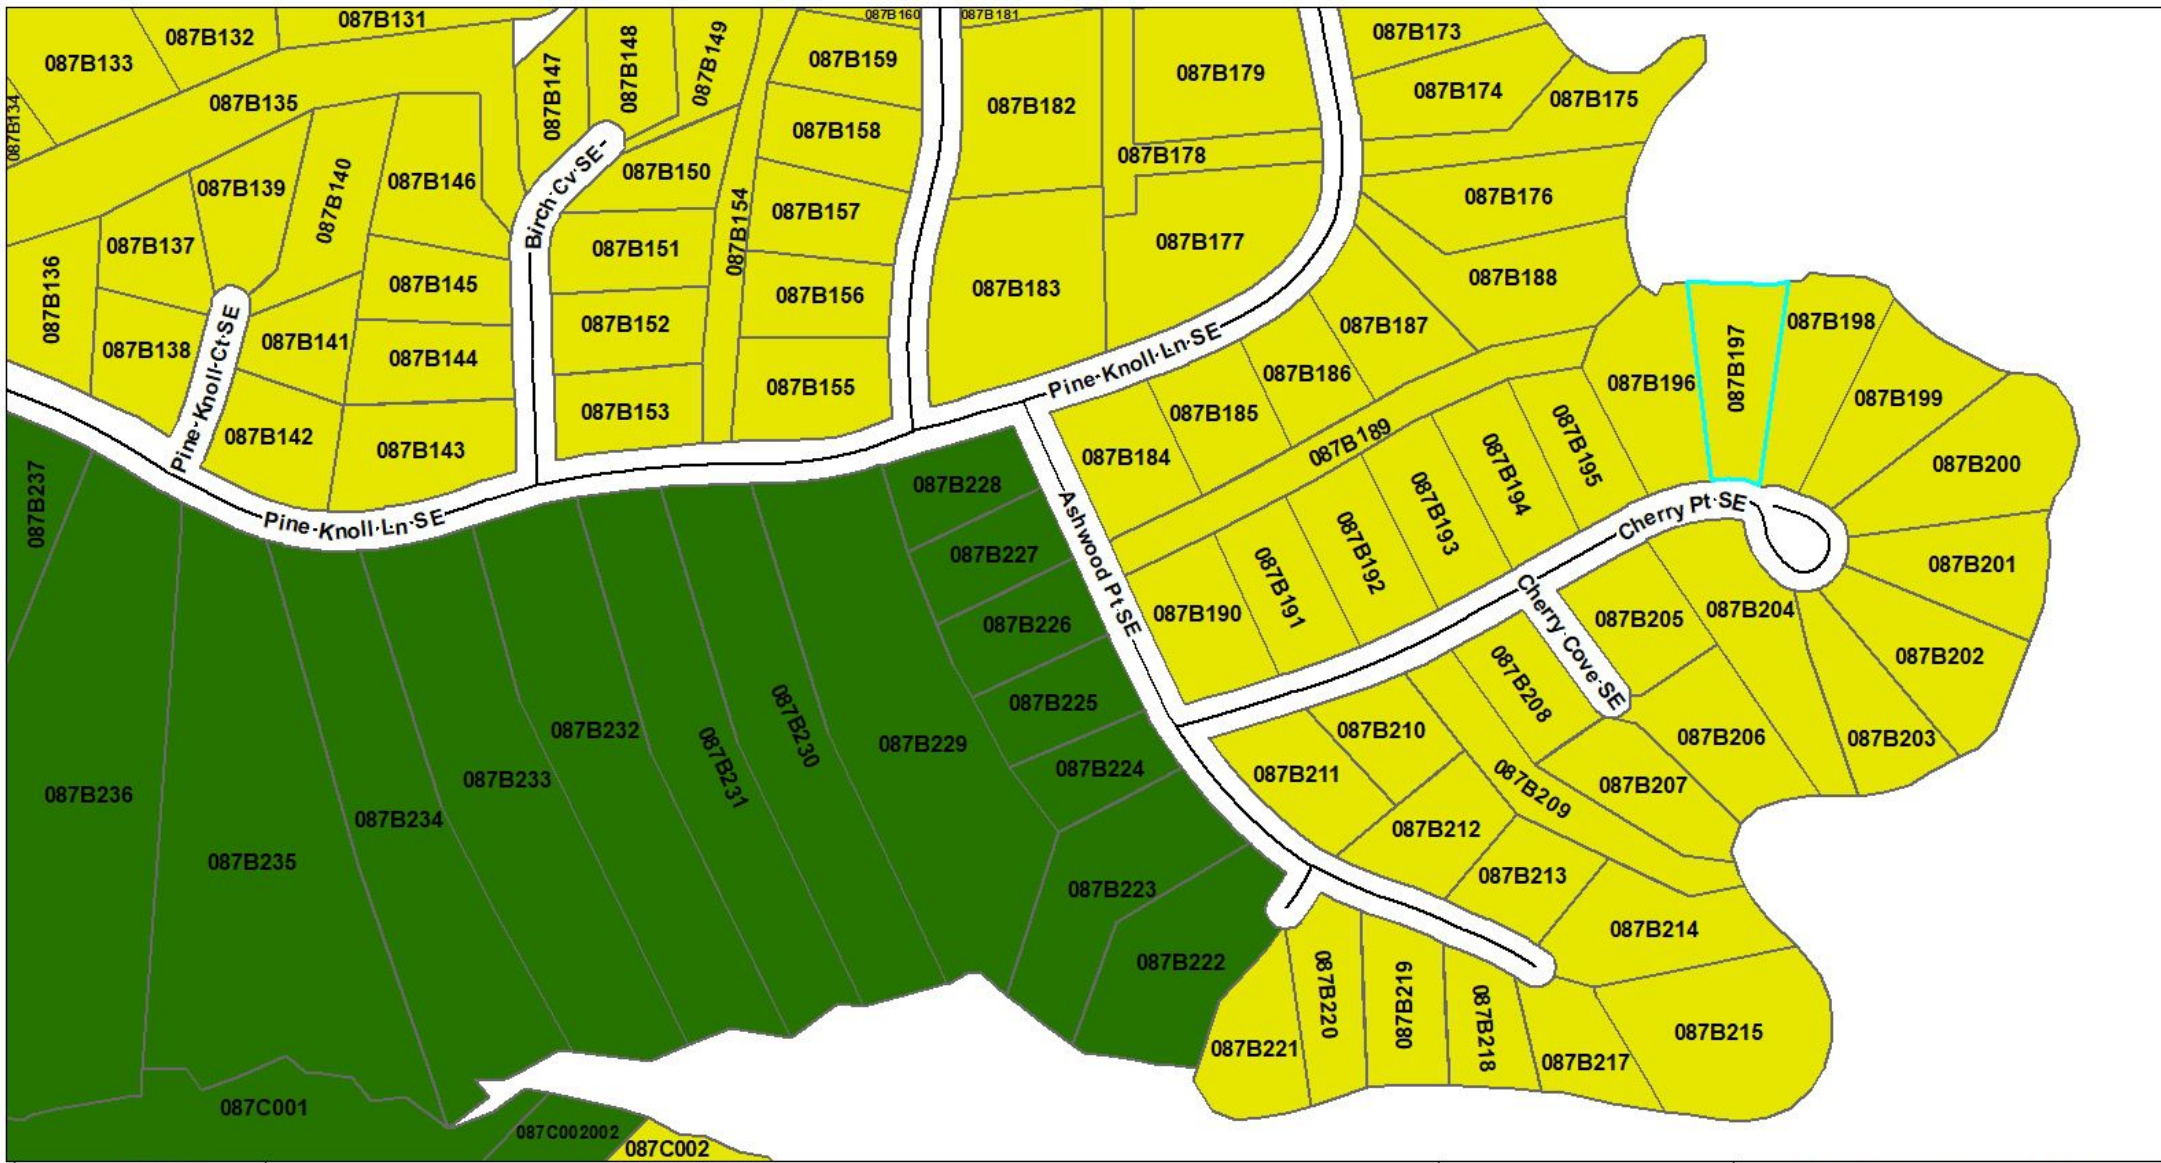 087B131
087B132
087B133
087B134
087B135
087B147
087B148
087B149
087B160
087B181
087B159
087B158
087B157
087B156
087B155
087B154
087B182
087B183
087B179
087B178
087B177
087B173
087B174
087B175
087B176
087B188
087B187
087B186
087B185
087B184
087B189
087B136
087B137
087B138
087B139
087B140
087B146
087B145
087B141
087B144
087B142
087B143
Pine Knoll Ct SE
Birch Cv SE
087B150
087B151
087B152
087B153
Pine Knoll Ln SE
Pine Knoll Ln SE
Ashwood Pt SE
087B190
087B191
087B192
087B193
087B194
087B195
087B196
087B197
087B198
087B199
087B200
087B201
087B202
087B203
087B204
087B205
087B206
087B207
087B208
087B209
087B210
087B211
087B212
087B213
087B214
087B215
087B217
087B218
087B219
087B220
087B221
Cherry Pt SE
Cherry Cove SE
087B237
087B236
087B235
087B234
087B233
087B232
087B231
087B230
087B229
087B228
087B227
087B226
087B225
087B224
087B223
087B222
087C001
087C002002
087C002